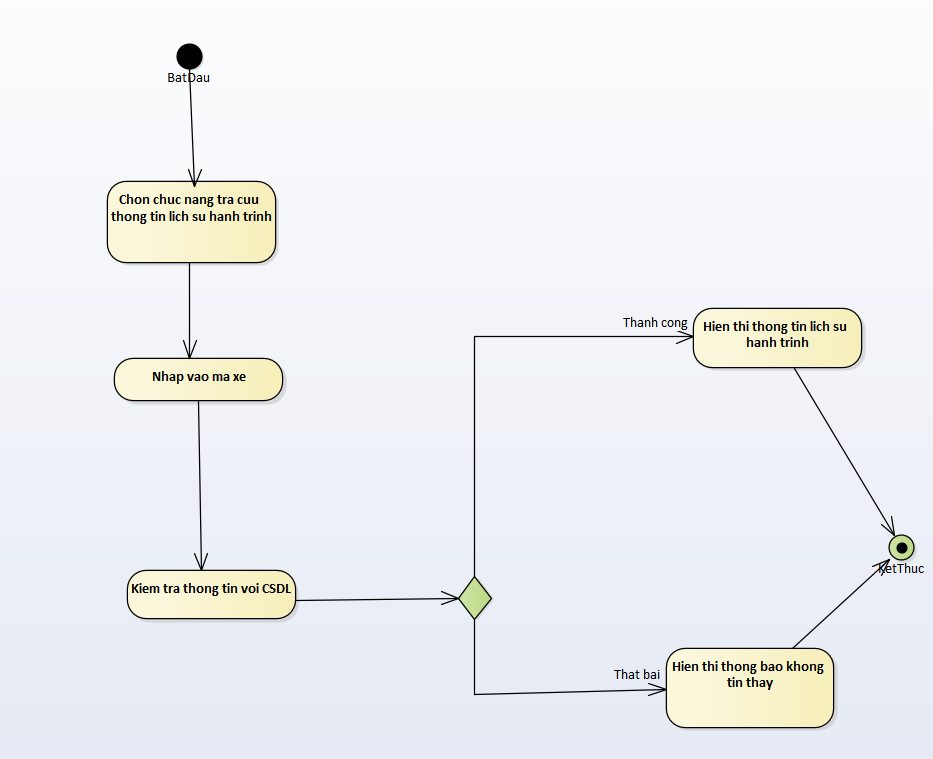 BatDau
Chon chuc nang tra cuu
thong tin lich su hanh trinh
Nhap vao ma xe
Kiem tra thong tin voi CSDL
Thanh cong
Hien thi thong tin lich su
hanh trinh
KetThuc
That bai
Hien thi thong bao khong
tin thay